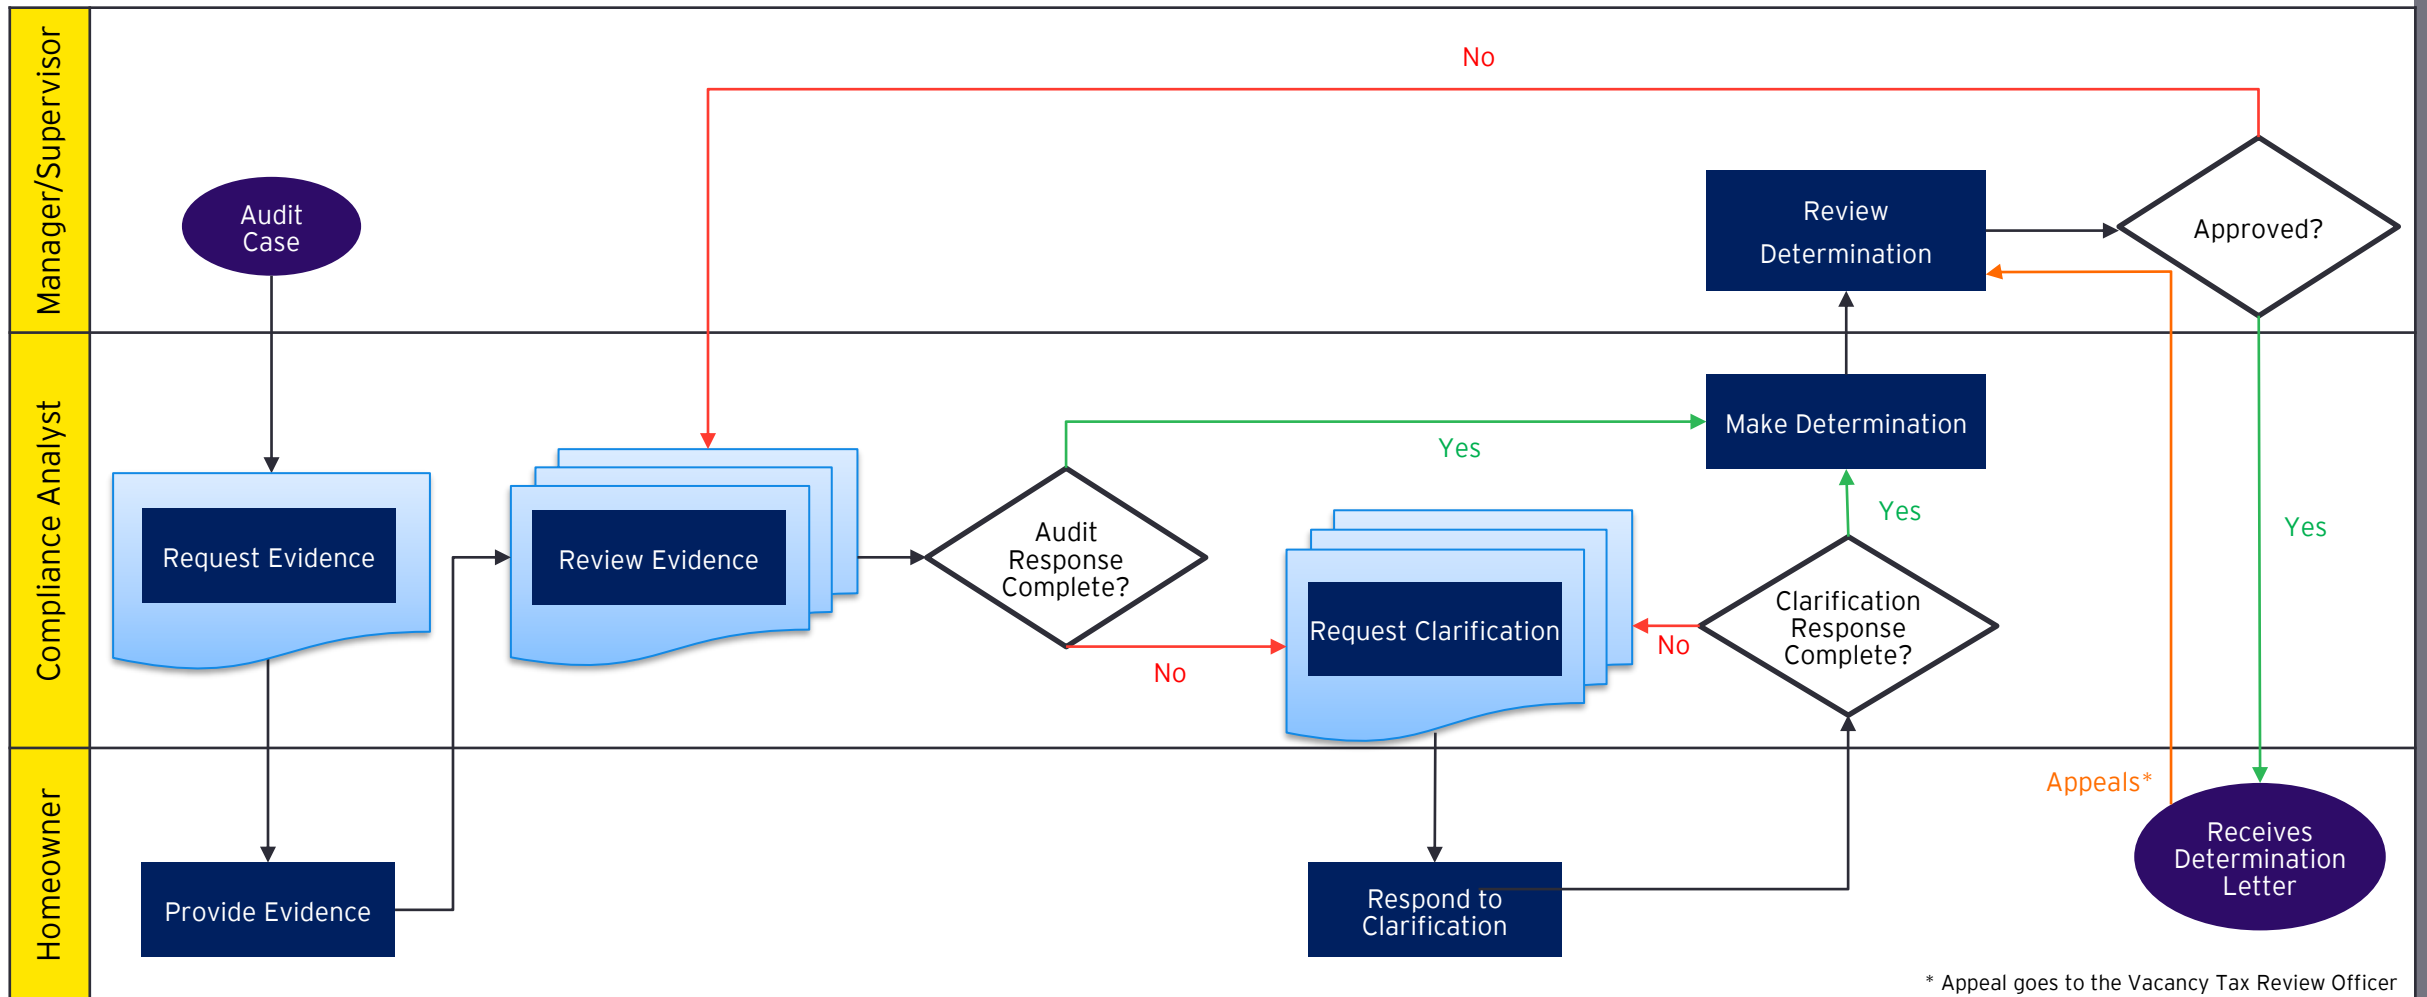 Manager/Supervisor
No
Audit
Case
Review
Determination
Approved?
Compliance Analyst
Request Evidence
Review Evidence
Audit
Response
Complete?
Yes
No
Request Clarification
No
Clarification
Response
Complete?
Yes
Make Determination
Yes
Homeowner
Provide Evidence
Respond to
Clarification
Appeals*
Receives
Determination
Letter
* Appeal goes to the Vacancy Tax Review Officer